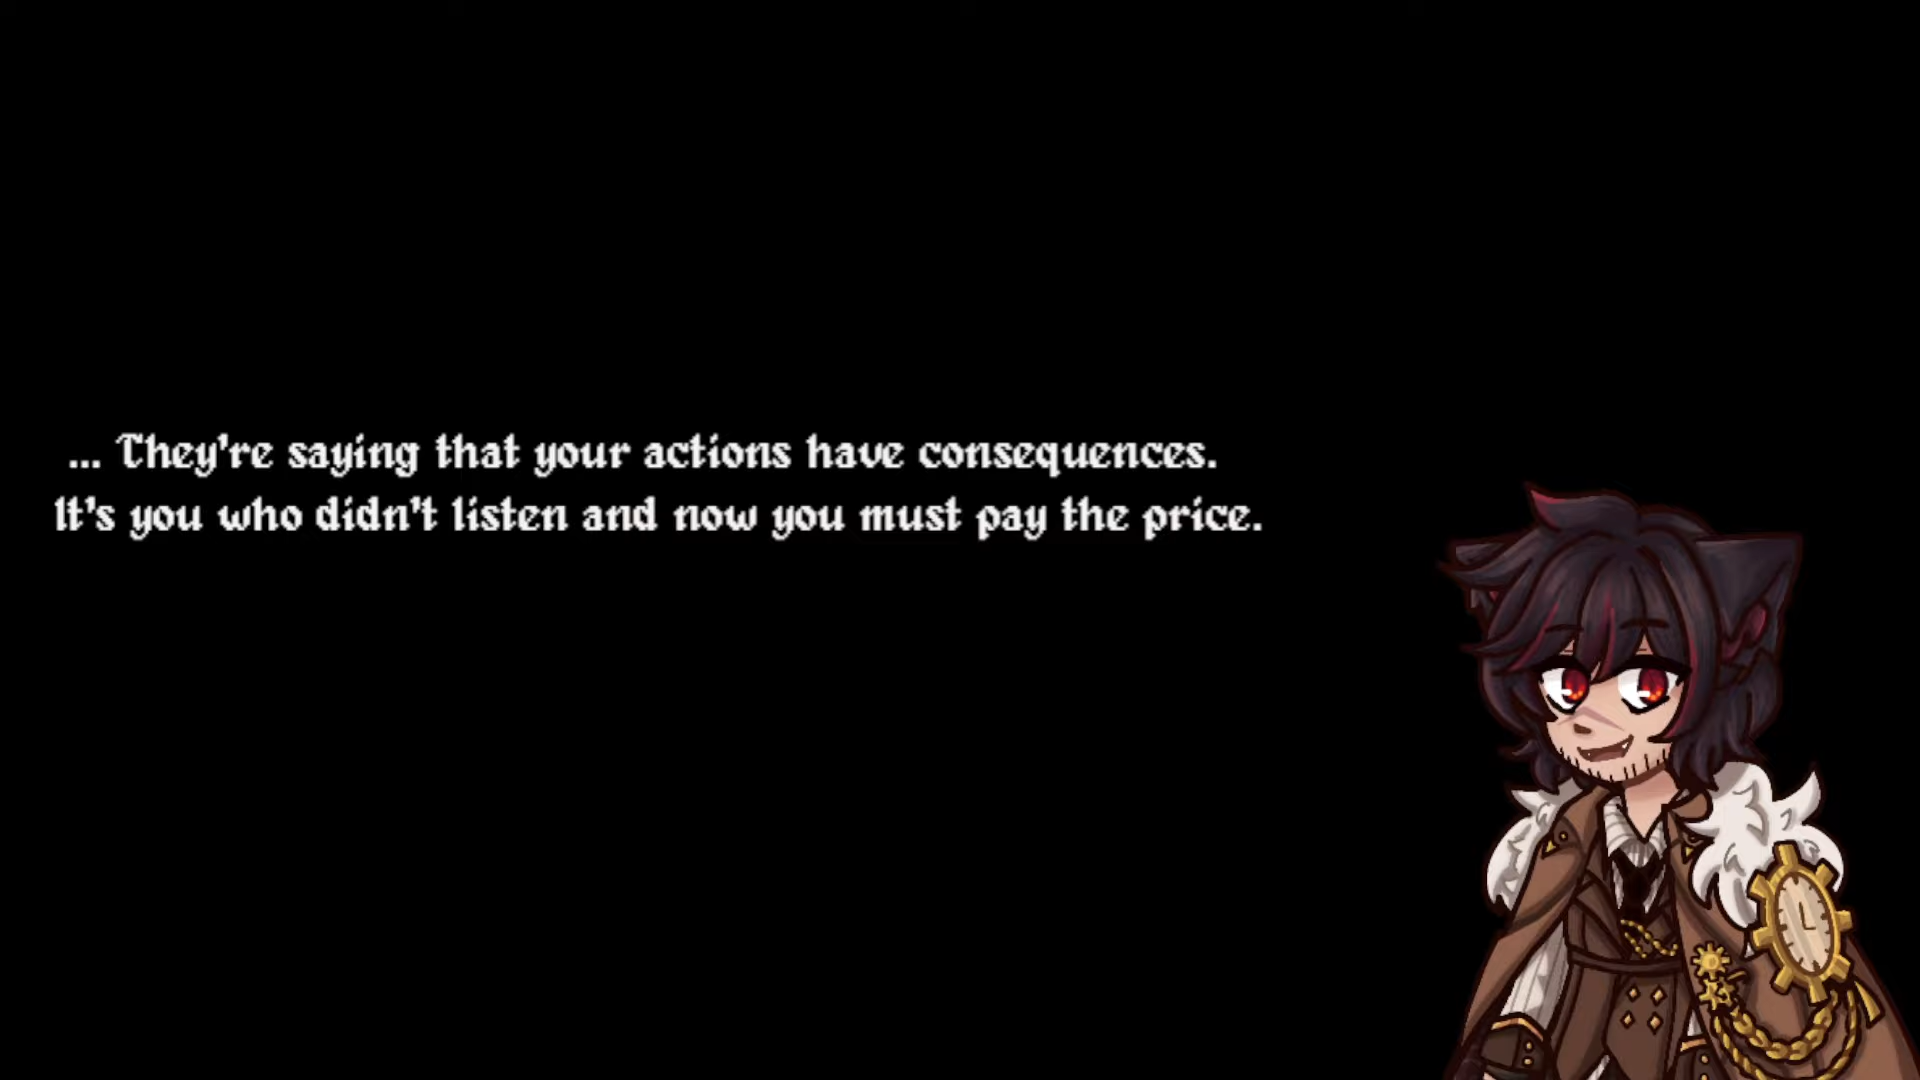 ... They're saying that your actions have consequences.
It's you who didn't listen and now you must pay the price.